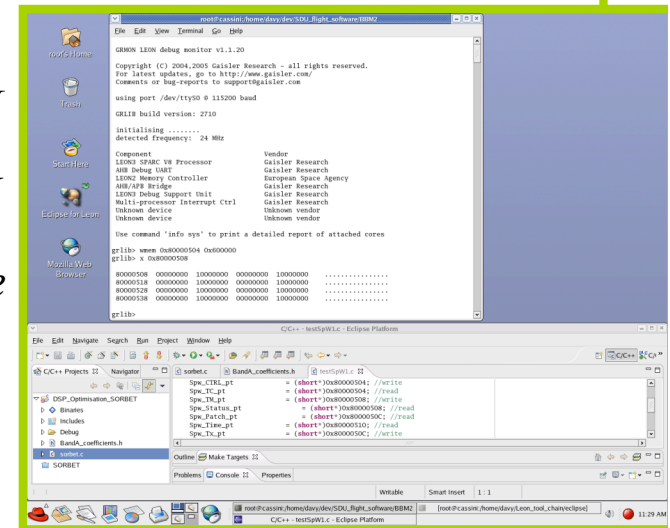 root@cassini:/home/davy/dev/SDU_flight_software/BBM2
File Edit View Terminal Go Help
GRMON LEON debug monitor v1.1.20
Copyright (C) 2004,2005 Gaisler Research - all rights reserved.
For latest updates, go to http://www.gaisler.com/
Comments or bug-reports to support@gaisler.com
using port /dev/ttyS0 @ 115200 baud
GRLIB build version: 2710
initialising ........
detected frequency: 24 MHz
Component Vendor
LEON3 SPARC V8 Processor Gaisler Research
AHB Debug UART Gaisler Research
LEON2 Memory Controller European Space Agency
AHB/APB Bridge Gaisler Research
LEON3 Debug Support Unit Gaisler Research
Multi-processor Interrupt Ctrl Gaisler Research
Unknown device Unknown vendor
Unknown device Unknown vendor
Use command 'info sys' to print a detailed report of attached cores
grlib> wmem 0x80000504 0x600000
grlib> x 0x80000508
80000508 00000000 10000000 00000000 10000000 ................
80000518 00000000 10000000 00000000 10000000 ................
80000528 00000000 10000000 00000000 10000000 ................
80000538 00000000 10000000 00000000 10000000 ................
grlib>
root's Home
Trash
Start Here
Eclipse for Leon
Mozilla Web
Browser
C/C++ - testSpW1.c - Eclipse Platform
File Edit Navigate Search Run Project Window Help
C/C++
C/C++ Projects Navigator
sorbet.c BandA_coefficients.h testSpW1.c
DSP_Optimisation_SORBET
Binaries
Includes
Debug
BandA_coefficients.h
sorbet.c
SORBET
Spw_CTRL_pt = (short*)0x80000504; //write
Spw_TC_pt = (short*)0x80000504; //read
Spw_TM_pt = (short*)0x80000508; //write
Spw_Status_pt = (short*)0x80000508; //read
Spw_Patch_pt = (short*)0x8000050C; //read
Spw_Time_pt = (short*)0x80000510; //read
Spw_Tx_pt = (short*)0x8000050C; //write
Outline Make Targets
Problems Console Properties
Writable Smart Insert 1 : 1
root@cassini:/home/davy/dev/SDU_flight_software/BBM2
[root@cassini:/home/davy/Leon_tool_chain/eclipse]
C/C++ - testSpW1.c - Eclipse Platform
11:29 AM